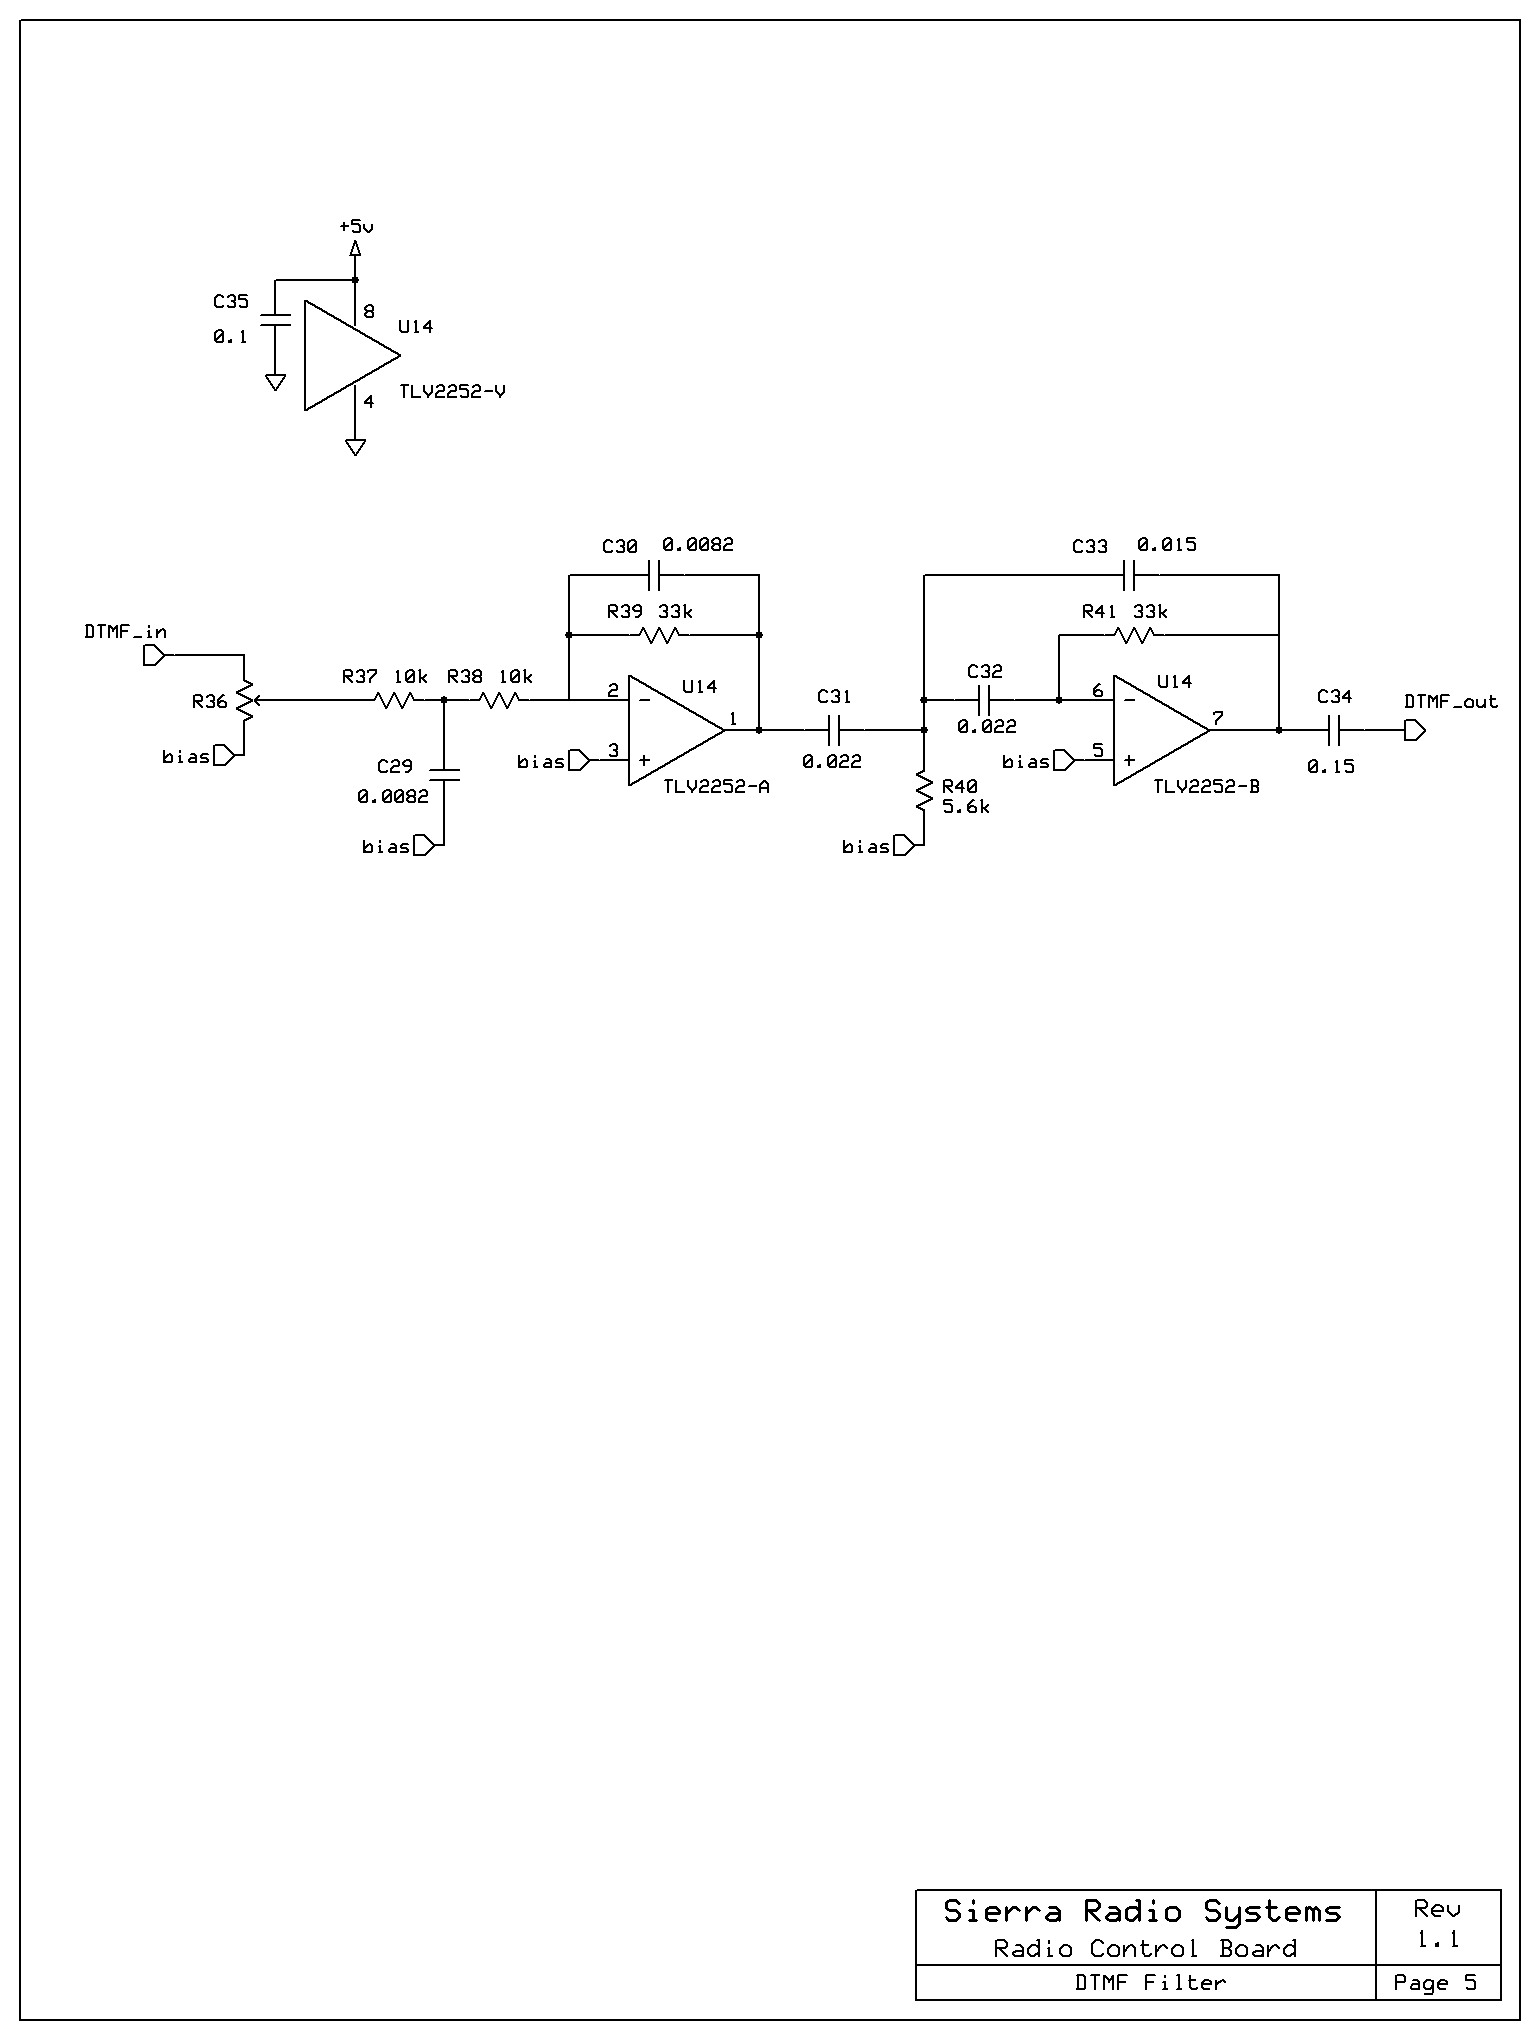 +5v
C35
0.1
8
U14
TLV2252-V
4
C30 0.0082
C33 0.015
R39 33k
R41 33k
DTMF_in
R37 10k R38 10k
R36
bias
C29
0.0082
bias
2
-
U14
1
bias
3
+
TLV2252-A
C31
0.022
C32
0.022
R40
5.6k
bias
6
-
U14
7
bias
5
+
TLV2252-B
C34
0.15
DTMF_out
Sierra Radio Systems
Radio Control Board
Rev
1.1
DTMF Filter
Page 5